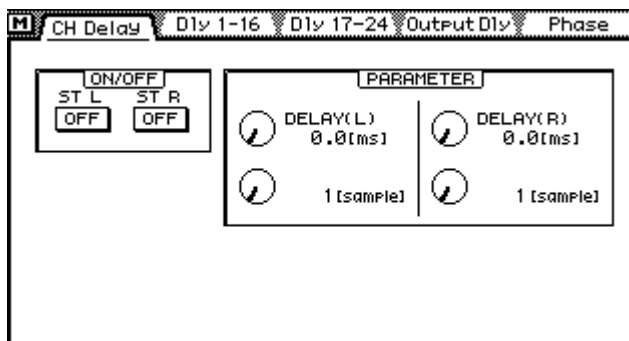 M CH Delay Dly 1-16 Dly 17-24 Output Dly Phase
ON/OFF
ST L ST R
OFF OFF
PARAMETER
DELAY(L) DELAY(R)
0.0[ms] 0.0[ms]
1[sample] 1[sample]